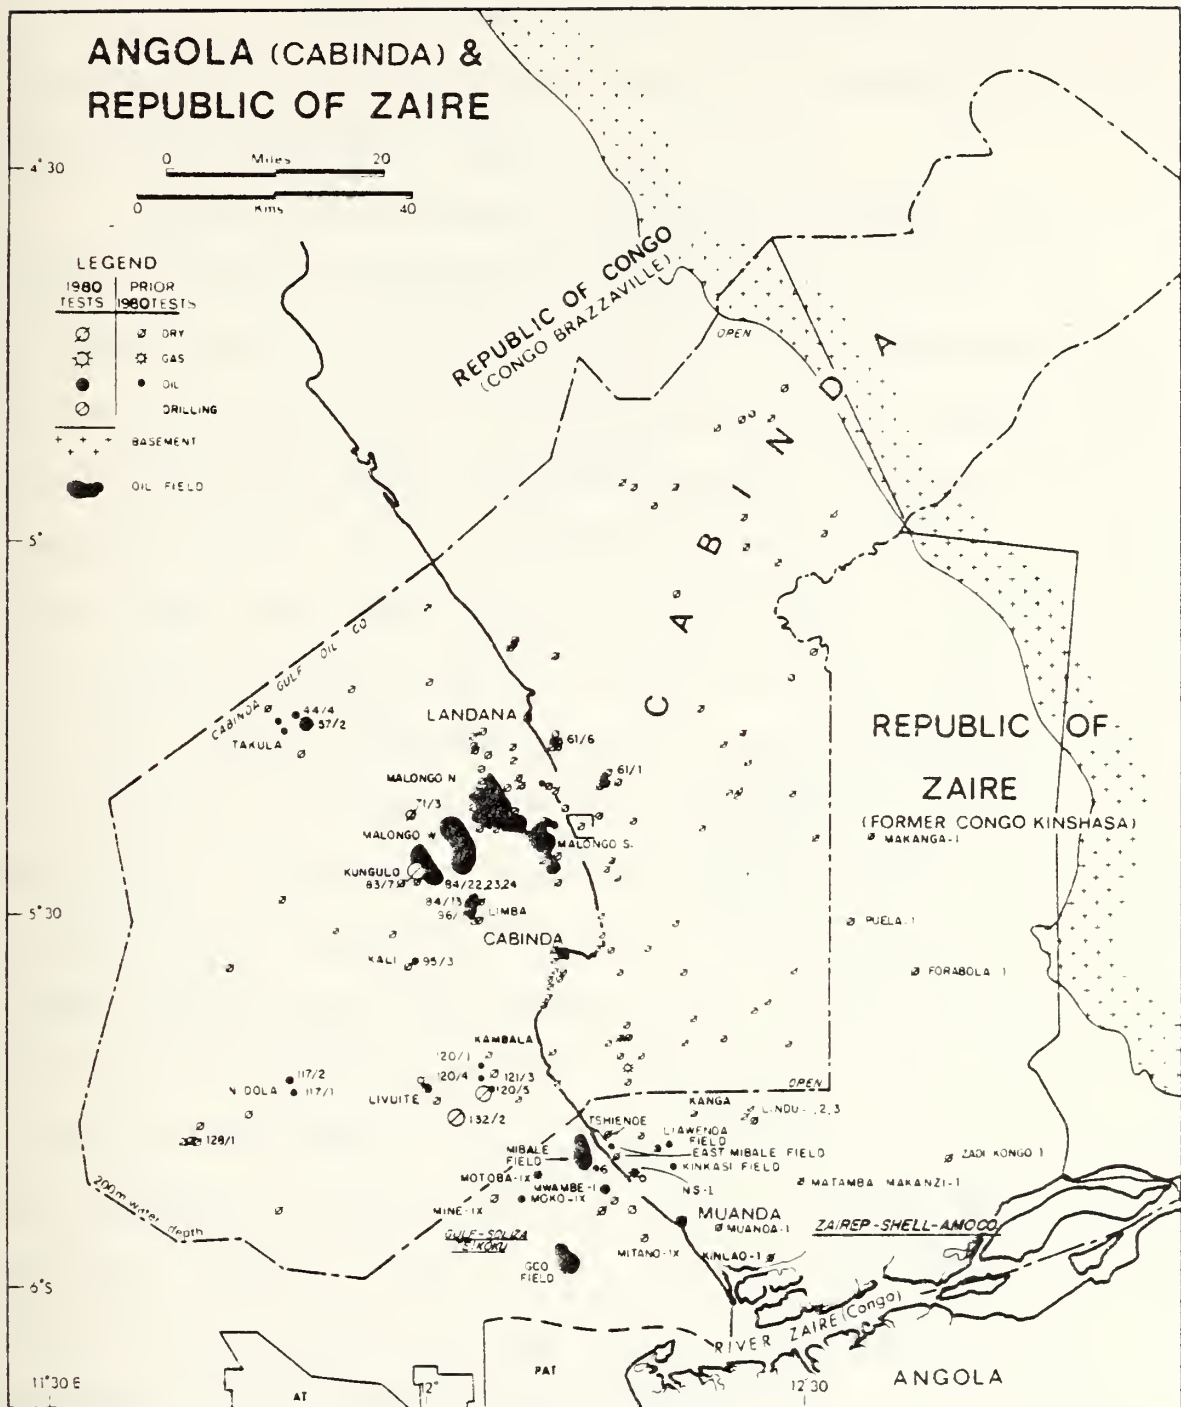 ANGOLA (CABINDA) &
REPUBLIC OF ZAIRE
0 Miles 20
0 Kms 40
4°30
LEGEND
1980 TESTS
PRIOR 1980 TESTS
DRY
GAS
OIL
DRILLING
BASEMENT
OIL FIELD
REPUBLIC OF CONGO
(CONGO BRAZZAVILLE)
OPEN
CABINDA
5°
CABINDA GULF OIL CO
44/4
57/2
TAKULA
LANDANA
61/6
61/1
MALONGO N
71/3
MALONGO W
MALONGO S.
KUNGULO
83/7
84/22,23,24
84/13
96/
LIMBA
5°30
CABINDA
KALI
95/3
REPUBLIC OF
ZAIRE
(FORMER CONGO KINSHASA)
MAKANGA-1
PUELA-1
FORABOLA 1
KAMBALA
120/1
120/4
121/3
120/5
117/2
N'DOLA
117/1
LIVUITE
132/2
128/1
OPEN
KANGA
LINDU-1,2,3
TSHIENDE
LIAWENDA FIELD
MIBALE FIELD
EAST MIBALE FIELD
6
KINKASI FIELD
ZADI KONGO 1
MOTOBA-1X
MWAMBE-1
NS-1
MATAMBA MAKANZI-1
MOKO-1X
MINE-1X
MUANDA
MUANDA-1
ZAIREP-SHELL-AMOCO
200m water depth
GULF-SOLIZA
MITANO-1X
KINLAO-1
GCO FIELD
6°S
RIVER ZAIRE (Congo)
PAT
AT
11°30 E
12°
12°30
ANGOLA